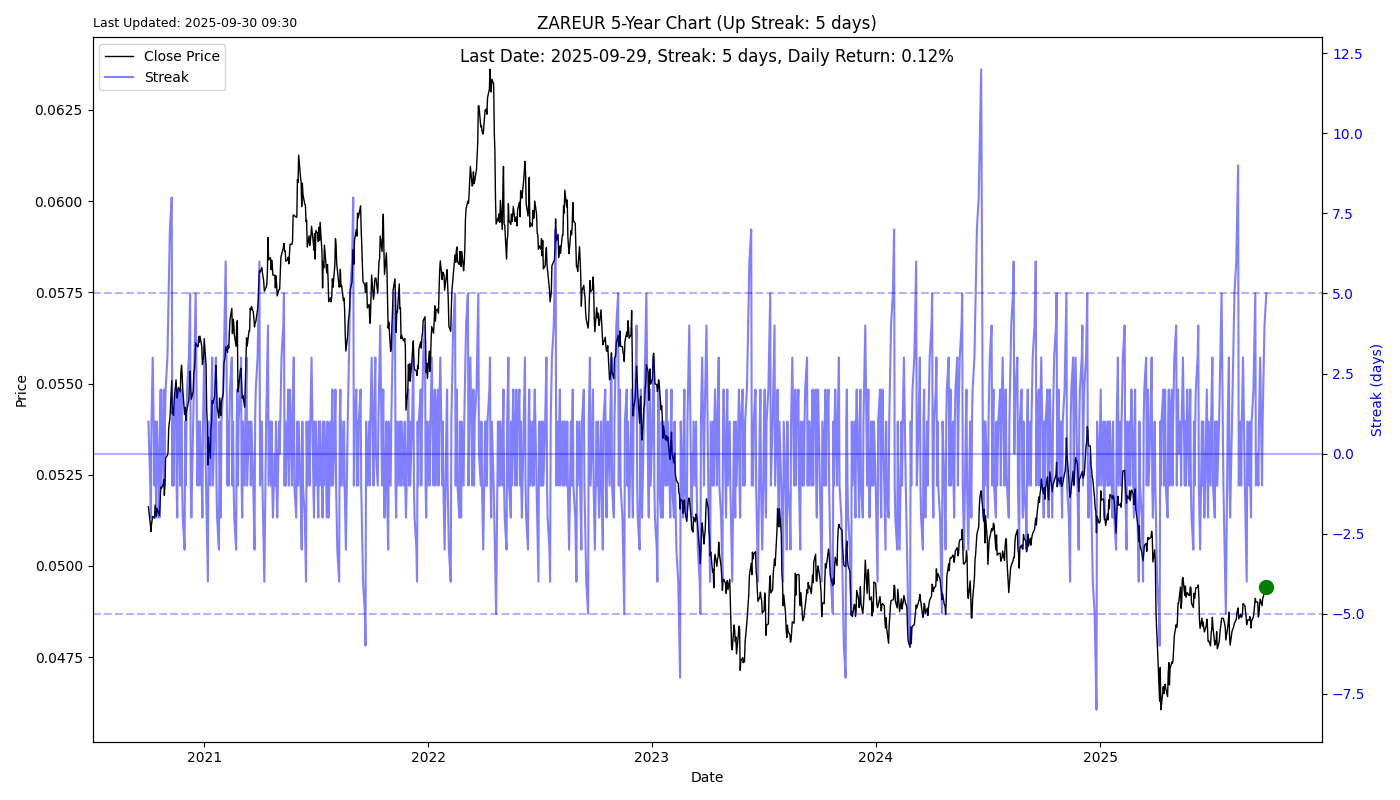 Last Updated: 2025-09-30 09:30
ZAREUR 5-Year Chart (Up Streak: 5 days)
Last Date: 2025-09-29, Streak: 5 days, Daily Return: 0.12%
Close Price
Streak
0.0625
0.0600
0.0575
0.0550
0.0525
0.0500
0.0475
Price
12.5
10.0
7.5
5.0
2.5
0.0
−2.5
−5.0
−7.5
Streak (days)
2021
2022
2023
2024
2025
Date